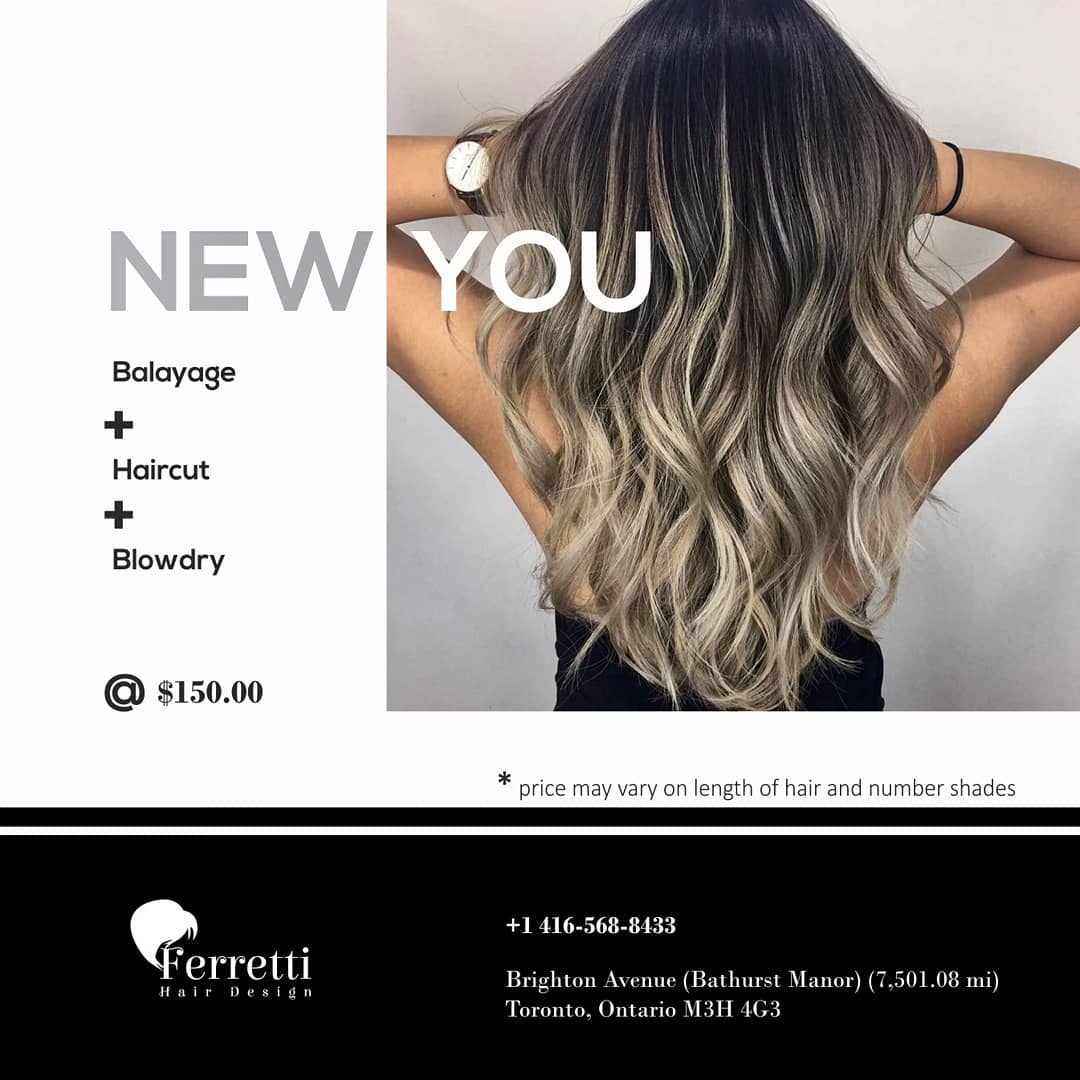 NEW YOU
Balayage
+
Haircut
+
Blowdry
@ $150.00
* price may vary on length of hair and number shades
Ferretti
Hair Design
+1 416-568-8433
Brighton Avenue (Bathurst Manor) (7,501.08 mi)
Toronto, Ontario M3H 4G3